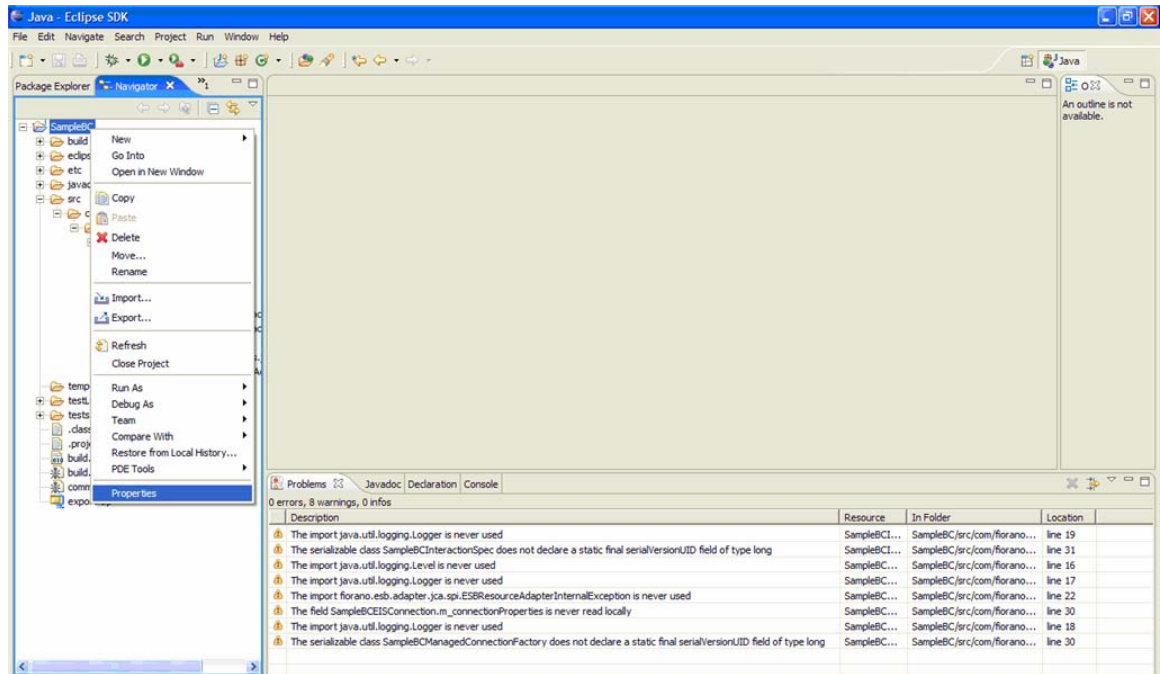 Java - Eclipse SDK
File Edit Navigate Search Project Run Window Help
Java
Package Explorer Navigator 1
SampleBC
build
etc
src
temp
tests
build.
build.
New
Go Into
Open in New Window
Copy
Paste
Delete
Move...
Rename
Import...
Export...
Refresh
Close Project
Run As
Debug As
Team
Compare With
Restore from Local History...
PDE Tools
Properties
An outline is not
available.
Problems Javadoc Declaration Console
0 errors, 8 warnings, 0 infos
Description Resource In Folder Location
The import java.util.logging.Logger is never used SampleBCI... SampleBC/src/com/fiorano... line 19
The serializable class SampleBCInteractionSpec does not declare a static final serialVersionUID field of type long SampleBC... SampleBC/src/com/fiorano... line 31
The import java.util.logging.Level is never used SampleBC... SampleBC/src/com/fiorano... line 16
The import java.util.logging.Logger is never used SampleBC... SampleBC/src/com/fiorano... line 17
The import fiorano.esb.adapter.jca.spi.ESBResourceAdapterInternalException is never used SampleBC... SampleBC/src/com/fiorano... line 22
The field SampleBCEISConnection.m_connectionProperties is never read locally SampleBC... SampleBC/src/com/fiorano... line 30
The import java.util.logging.Logger is never used SampleBC... SampleBC/src/com/fiorano... line 18
The serializable class SampleBCManagedConnectionFactory does not declare a static final serialVersionUID field of type long SampleBC... SampleBC/src/com/fiorano... line 30